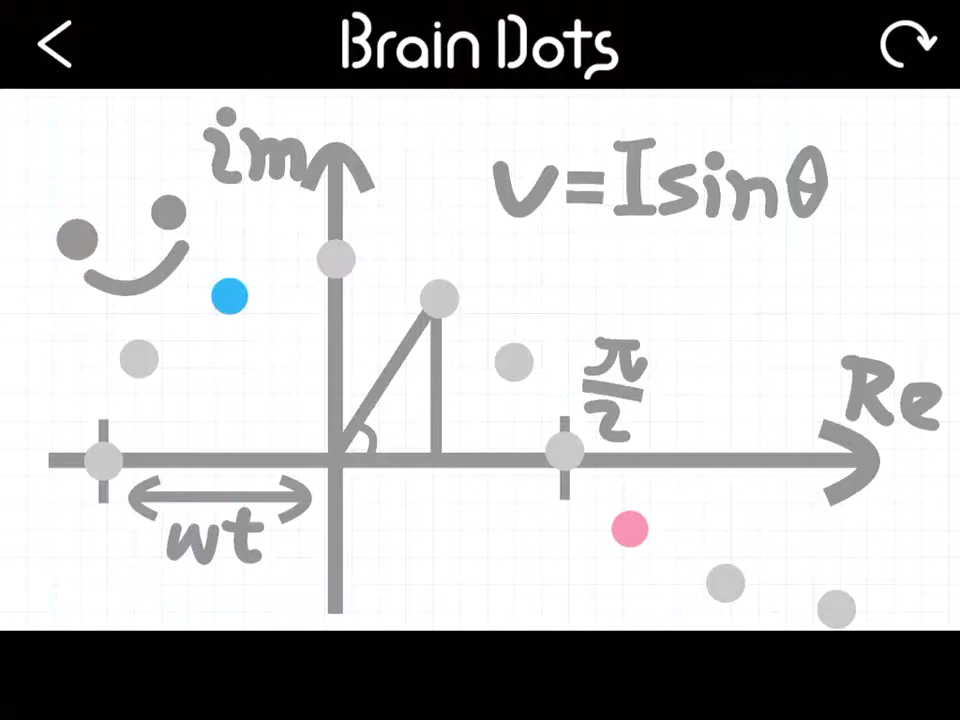 Brain Dots
im
v=Isinθ
π/2
Re
wt